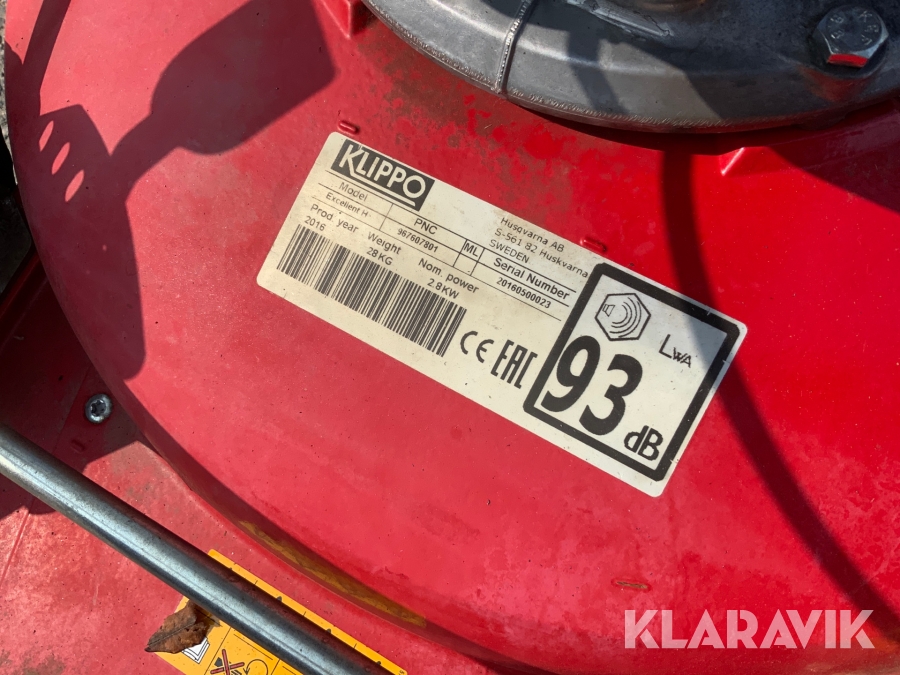 KLIPPO
Husqvarna AB
S-561 82 Huskvarna
SWEDEN
Model PNC ML Serial Number
Excellent H 967607801 - 20160500023
Prod. year Weight Nom. power
2016 28KG 2.8KW
CE EAC
93 dB
LWA
KLARAVIK